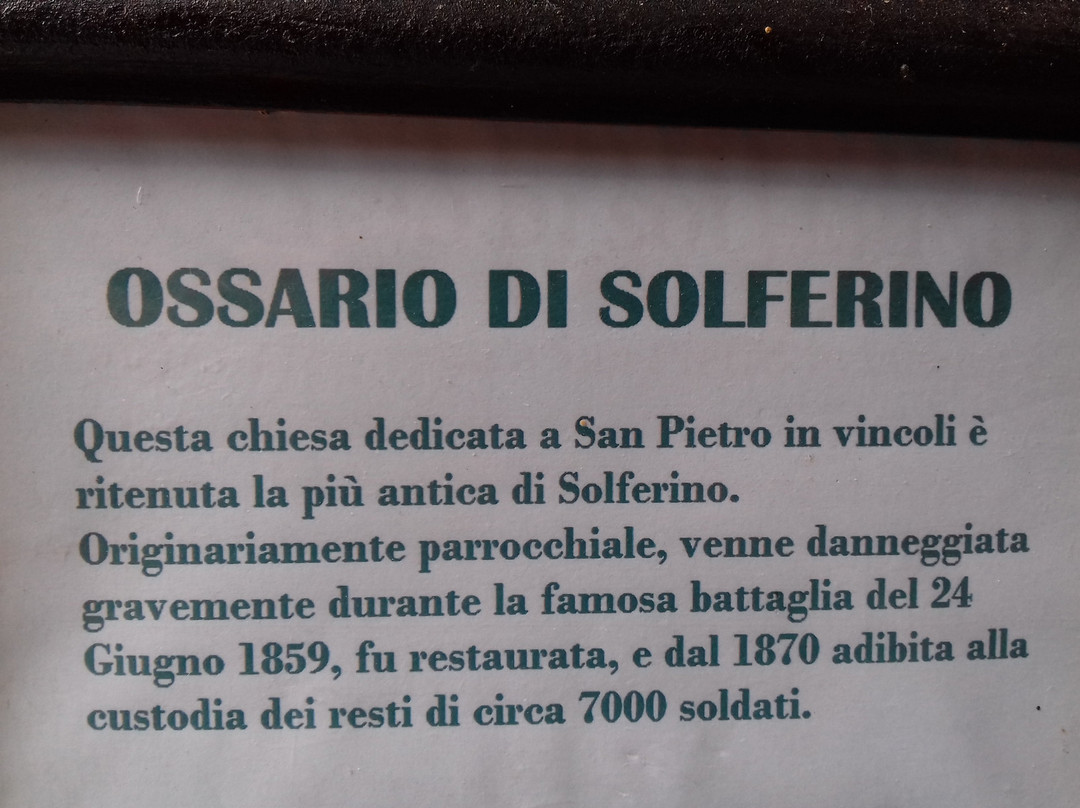 OSSARIO DI SOLFERINO
Questa chiesa dedicata a San Pietro in vincoli è
ritenuta la più antica di Solferino.
Originariamente parrocchiale, venne danneggiata
gravemente durante la famosa battaglia del 24
Giugno 1859, fu restaurata, e dal 1870 adibita alla
custodia dei resti di circa 7000 soldati.